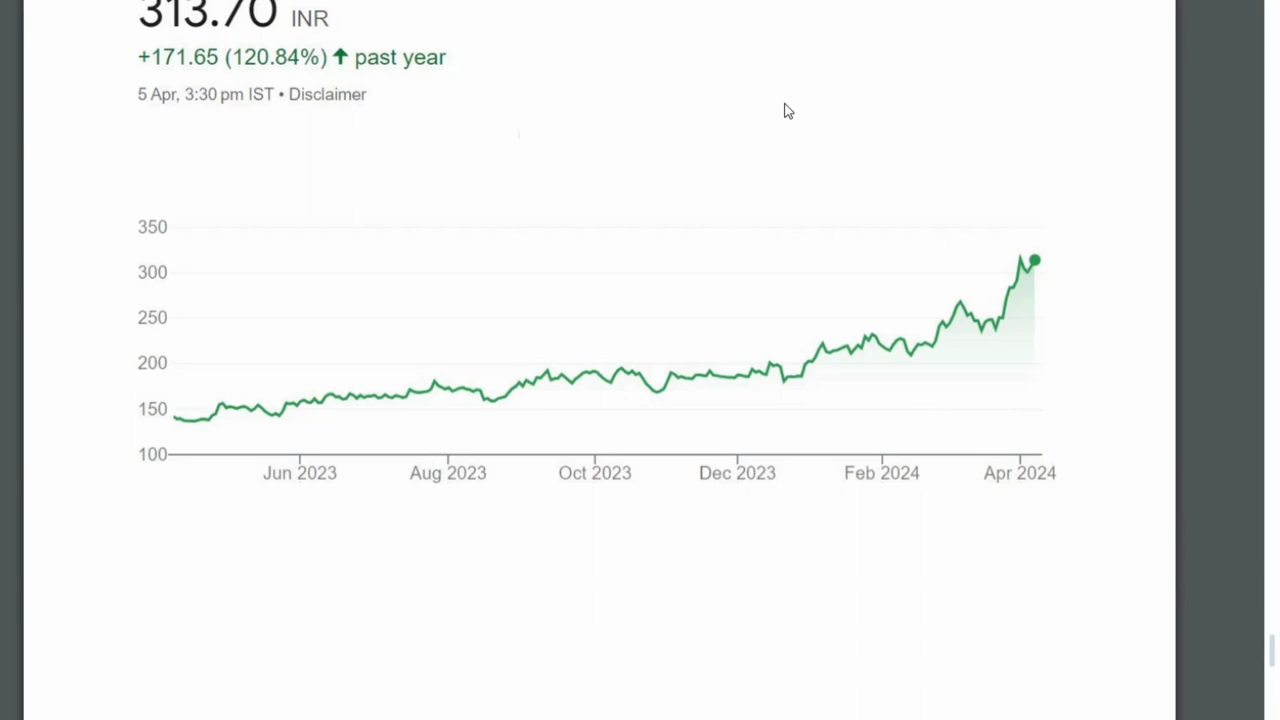 313.70 INR
+171.65 (120.84%) ↑ past year
5 Apr, 3:30 pm IST • Disclaimer
350
300
250
200
150
100
Jun 2023 Aug 2023 Oct 2023 Dec 2023 Feb 2024 Apr 2024